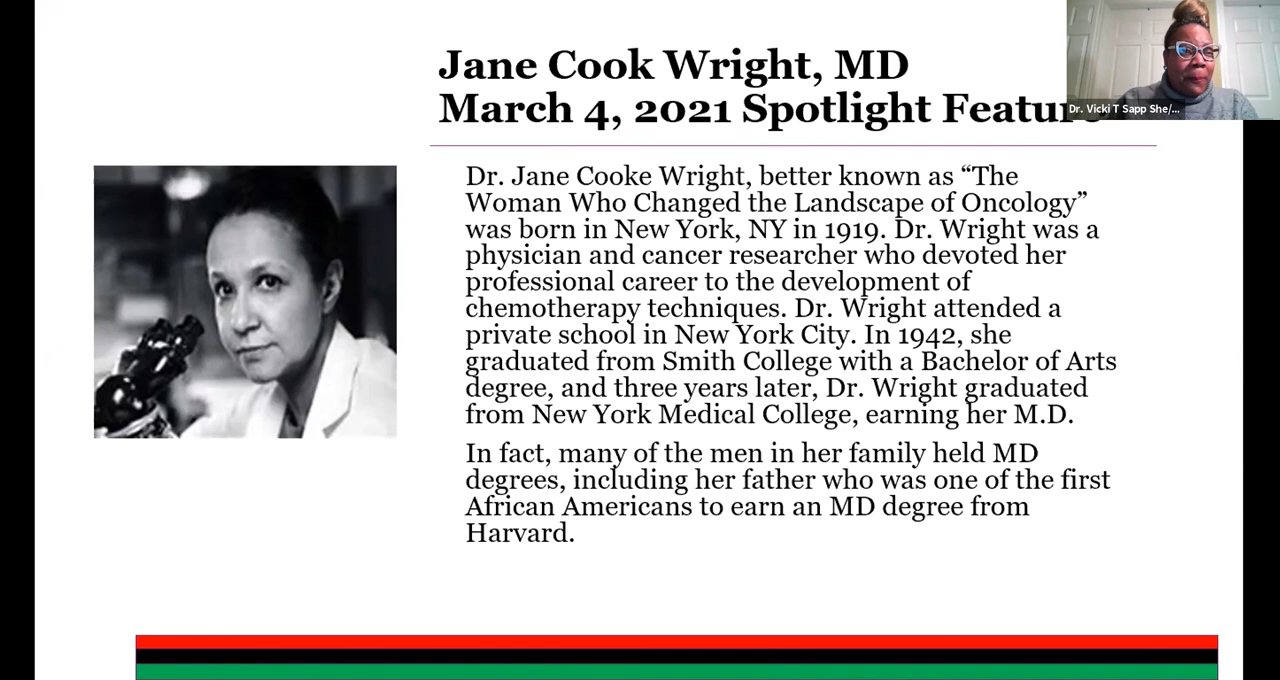 Jane Cook Wright, MD
March 4, 2021 Spotlight Feature
Dr. Vicki T Sapp She/...
Dr. Jane Cooke Wright, better known as “The
Woman Who Changed the Landscape of Oncology”
was born in New York, NY in 1919. Dr. Wright was a
physician and cancer researcher who devoted her
professional career to the development of
chemotherapy techniques. Dr. Wright attended a
private school in New York City. In 1942, she
graduated from Smith College with a Bachelor of Arts
degree, and three years later, Dr. Wright graduated
from New York Medical College, earning her M.D.
In fact, many of the men in her family held MD
degrees, including her father who was one of the first
African Americans to earn an MD degree from
Harvard.